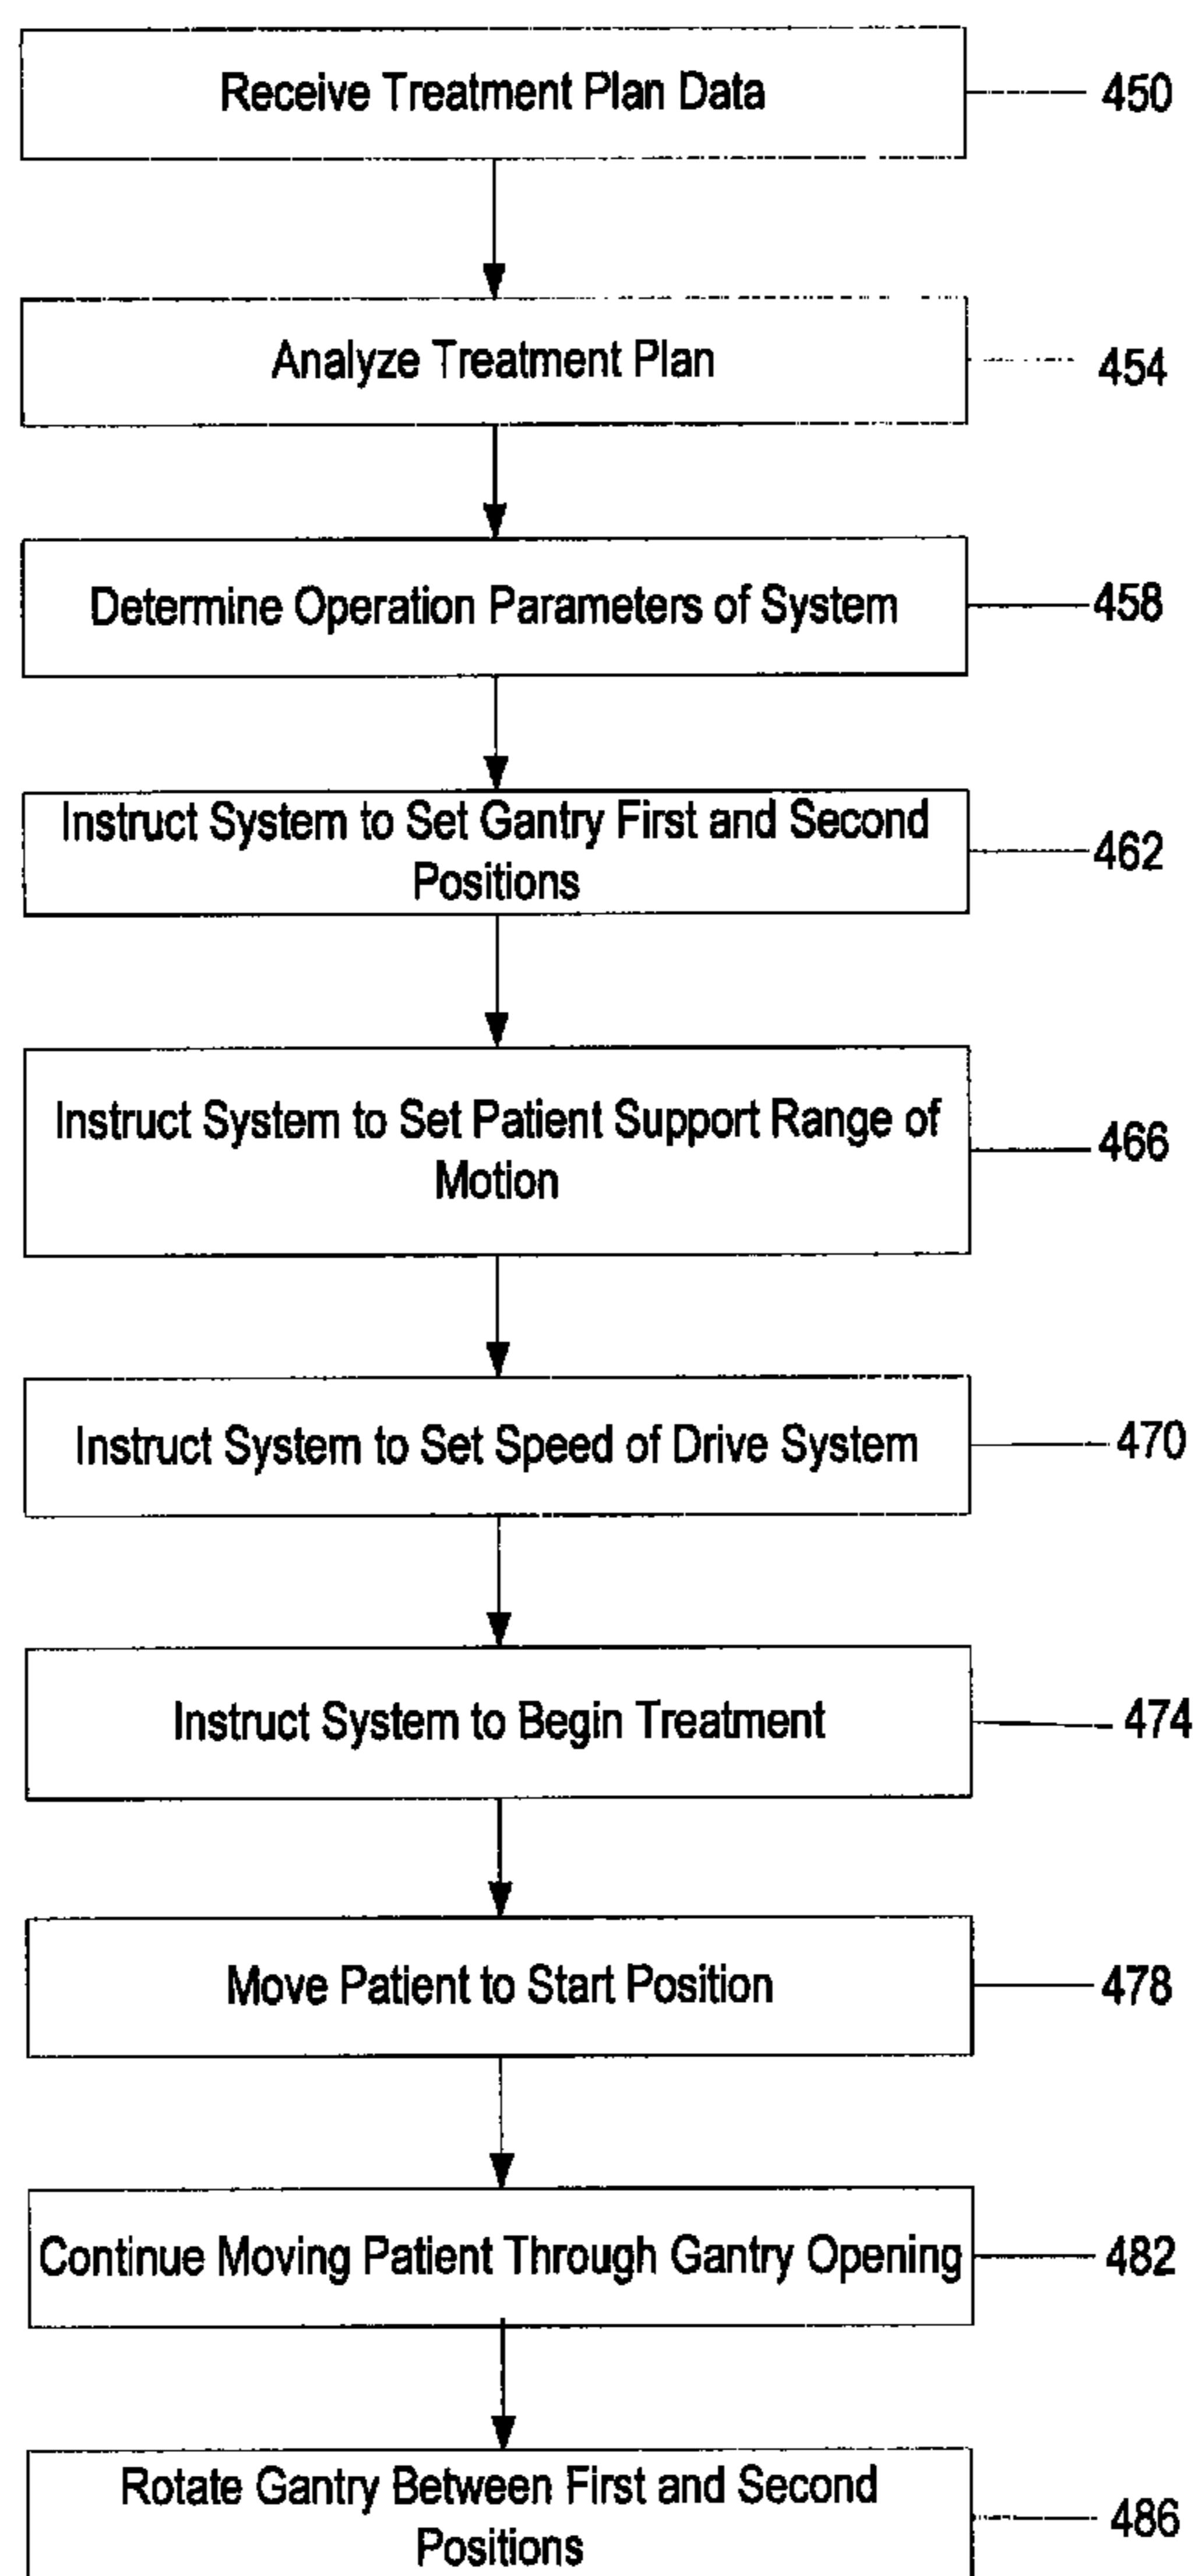 Receive Treatment Plan Data
450
Analyze Treatment Plan
454
Determine Operation Parameters of System
458
Instruct System to Set Gantry First and Second
Positions
462
Instruct System to Set Patient Support Range of
Motion
466
Instruct System to Set Speed of Drive System
470
Instruct System to Begin Treatment
474
Move Patient to Start Position
478
Continue Moving Patient Through Gantry Opening
482
Rotate Gantry Between First and Second
Positions
486